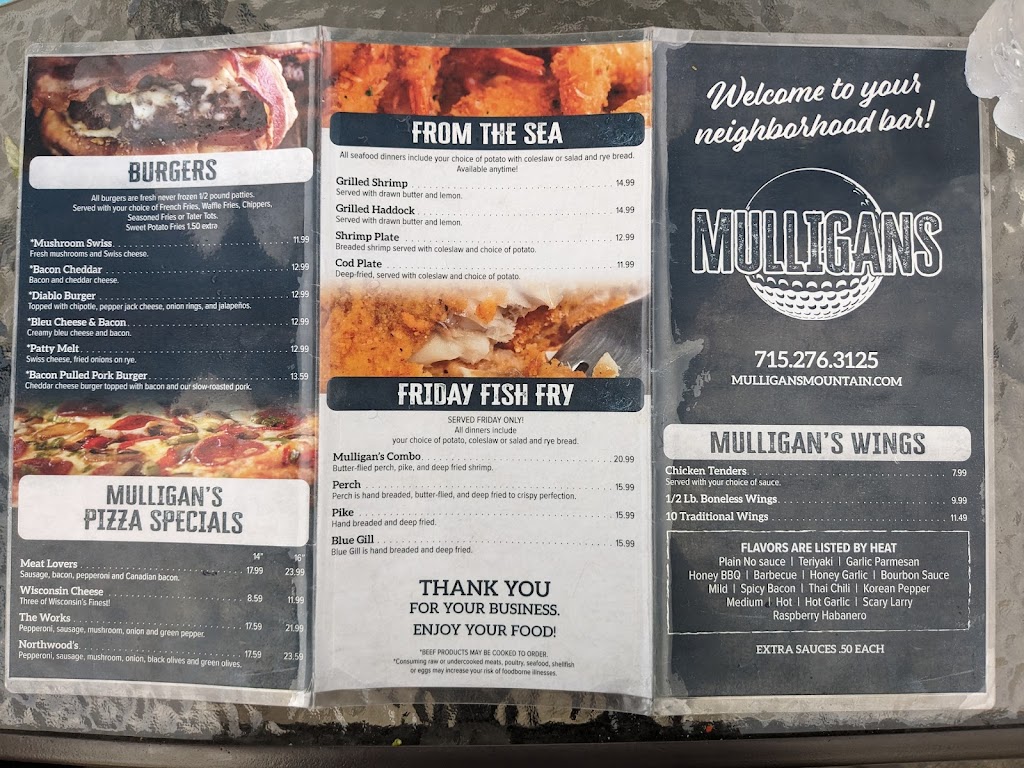 BURGERS
All burgers are fresh never frozen 1/2 pound patties.
Served with your choice of French Fries, Waffle Fries, Chippers,
Seasoned Fries or Tater Tots.
Sweet Potato Fries 1.50 extra
*Mushroom Swiss 11.99
Fresh mushrooms and Swiss cheese.
*Bacon Cheddar 12.99
Bacon and cheddar cheese.
*Diablo Burger 12.99
Topped with chipotle, pepper jack cheese, onion rings, and jalapeños.
*Bleu Cheese & Bacon 12.99
Creamy bleu cheese and bacon.
*Patty Melt 12.99
Swiss cheese, fried onions on rye.
*Bacon Pulled Pork Burger 13.59
Cheddar cheese burger topped with bacon and our slow-roasted pork.
MULLIGAN'S
PIZZA SPECIALS
14" 16"
Meat Lovers 17.99 23.99
Sausage, bacon, pepperoni and Canadian bacon.
Wisconsin Cheese 8.59 11.99
Three of Wisconsin's Finest!
The Works 17.59 21.99
Pepperoni, sausage, mushroom, onion and green pepper.
Northwood's 17.59 23.59
Pepperoni, sausage, mushroom, onion, black olives and green olives.
FROM THE SEA
All seafood dinners include your choice of potato with coleslaw or salad and rye bread.
Available anytime!
Grilled Shrimp 14.99
Served with drawn butter and lemon.
Grilled Haddock 14.99
Served with drawn butter and lemon.
Shrimp Plate 12.99
Breaded shrimp served with coleslaw and choice of potato.
Cod Plate 11.99
Deep-fried, served with coleslaw and choice of potato.
FRIDAY FISH FRY
SERVED FRIDAY ONLY!
All dinners include
your choice of potato, coleslaw or salad and rye bread.
Mulligan's Combo 20.99
Butter-flied perch, pike, and deep fried shrimp.
Perch 15.99
Perch is hand breaded, butter-flied, and deep fried to crispy perfection.
Pike 15.99
Hand breaded and deep fried.
Blue Gill 15.99
Blue Gill is hand breaded and deep fried.
THANK YOU
FOR YOUR BUSINESS.
ENJOY YOUR FOOD!
*BEEF PRODUCTS MAY BE COOKED TO ORDER.
*Consuming raw or undercooked meats, poultry, seafood, shellfish
or eggs may increase your risk of foodborne illnesses.
Welcome to your
neighborhood bar!
MULLIGANS
715.276.3125
MULLIGANSMOUNTAIN.COM
MULLIGAN'S WINGS
Chicken Tenders 7.99
Served with your choice of sauce.
1/2 Lb. Boneless Wings 9.99
10 Traditional Wings 11.49
FLAVORS ARE LISTED BY HEAT
Plain No sauce | Teriyaki | Garlic Parmesan
Honey BBQ | Barbecue | Honey Garlic | Bourbon Sauce
Mild | Spicy Bacon | Thai Chili | Korean Pepper
Medium | Hot | Hot Garlic | Scary Larry
Raspberry Habanero
EXTRA SAUCES .50 EACH